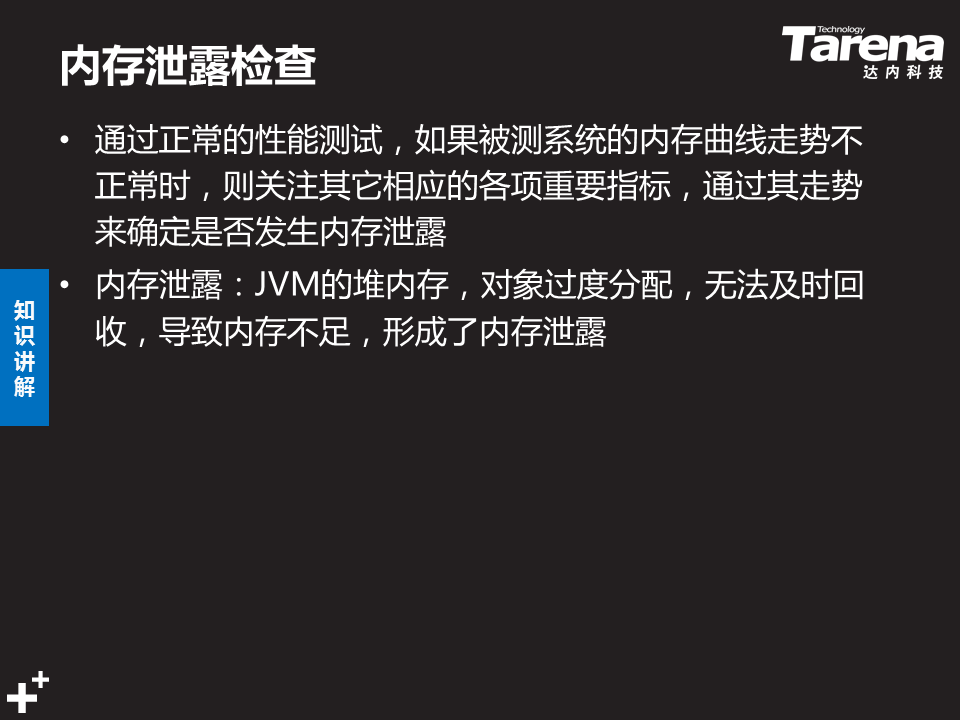 内存泄露检查
Technology
Tarena
达内科技
• 通过正常的性能测试，如果被测系统的内存曲线走势不
正常时，则关注其它相应的各项重要指标，通过其走势
来确定是否发生内存泄露
• 内存泄露：JVM的堆内存，对象过度分配，无法及时回
收，导致内存不足，形成了内存泄露
知
识
讲
解